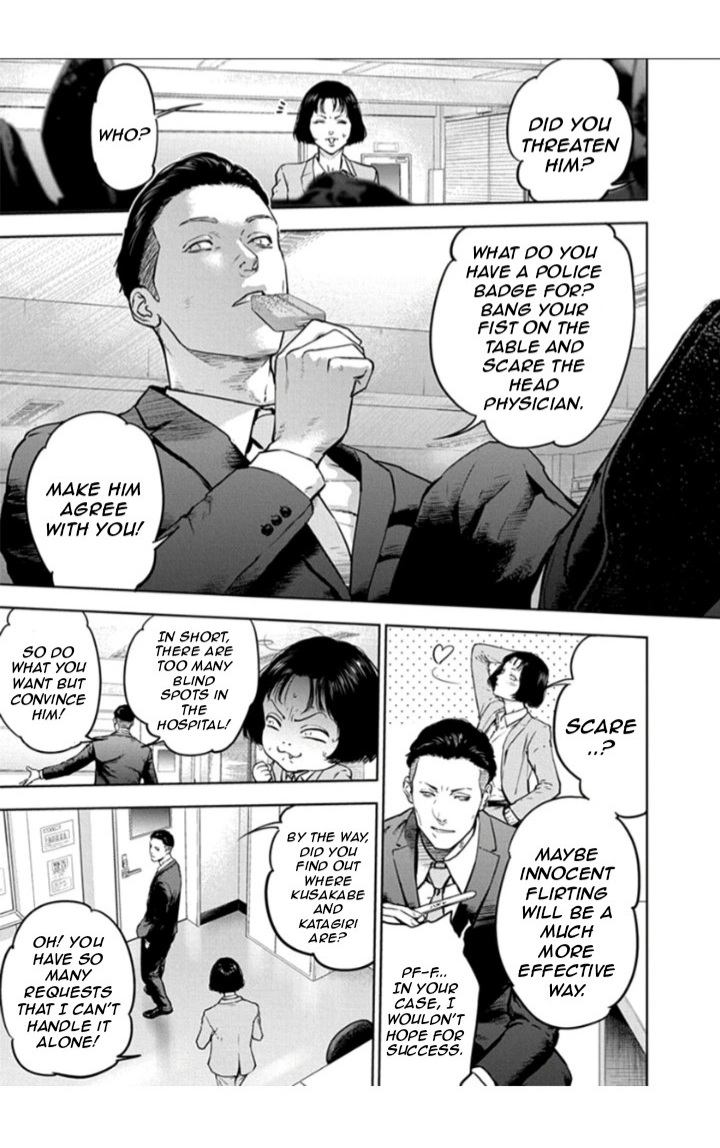 DID YOU
THREATEN
HIM?
WHO?
WHAT DO YOU
HAVE A POLICE
BADGE FOR?
BANG YOUR
FIST ON THE
TABLE AND
SCARE THE
HEAD
PHYSICIAN.
MAKE HIM
AGREE
WITH YOU!
SCARE
..?
MAYBE
INNOCENT
FLIRTING
WILL BE A
MUCH
MORE
EFFECTIVE
WAY.
PF-F...
IN YOUR
CASE, I
WOULDN'T
HOPE FOR
SUCCESS.
IN SHORT,
THERE ARE
TOO MANY
BLIND
SPOTS IN
THE
HOSPITAL!
SO DO
WHAT YOU
WANT BUT
CONVINCE
HIM!
BY THE WAY,
DID YOU
FIND OUT
WHERE
KUSAKABE
AND
KATAGIRI
ARE?
OH! YOU
HAVE SO
MANY
REQUESTS
THAT I CAN'T
HANDLE IT
ALONE!